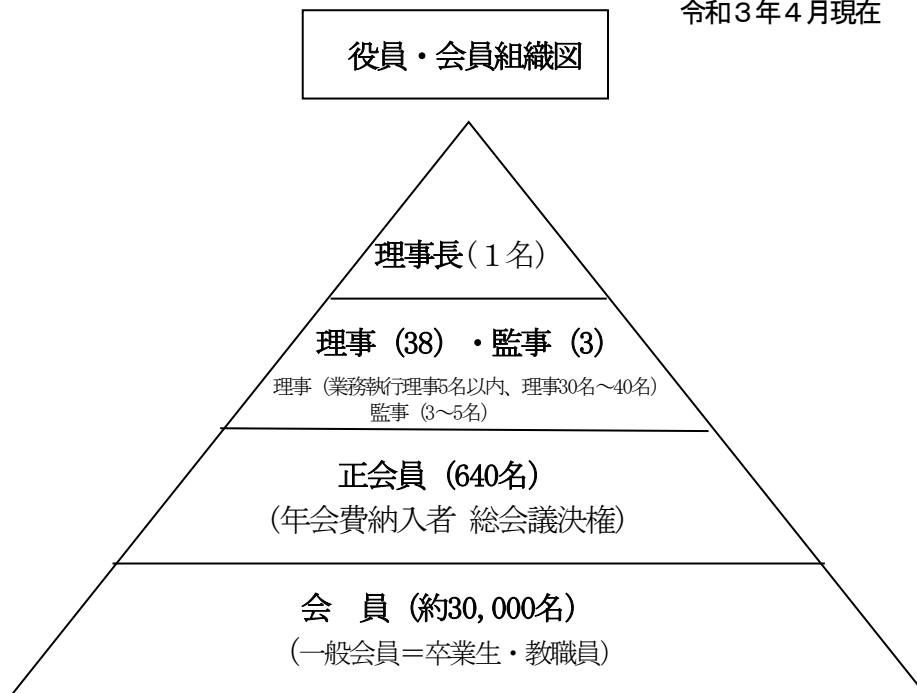 令和３年４月現在
役員・会員組織図
理事長（１名）
理事（38）・監事（3）
理事（業務執行理事5名以内、理事30名～40名）
監事（3～5名）
正会員（640名）
（年会費納入者 総会議決権）
会　員（約30,000名）
（一般会員＝卒業生・教職員）